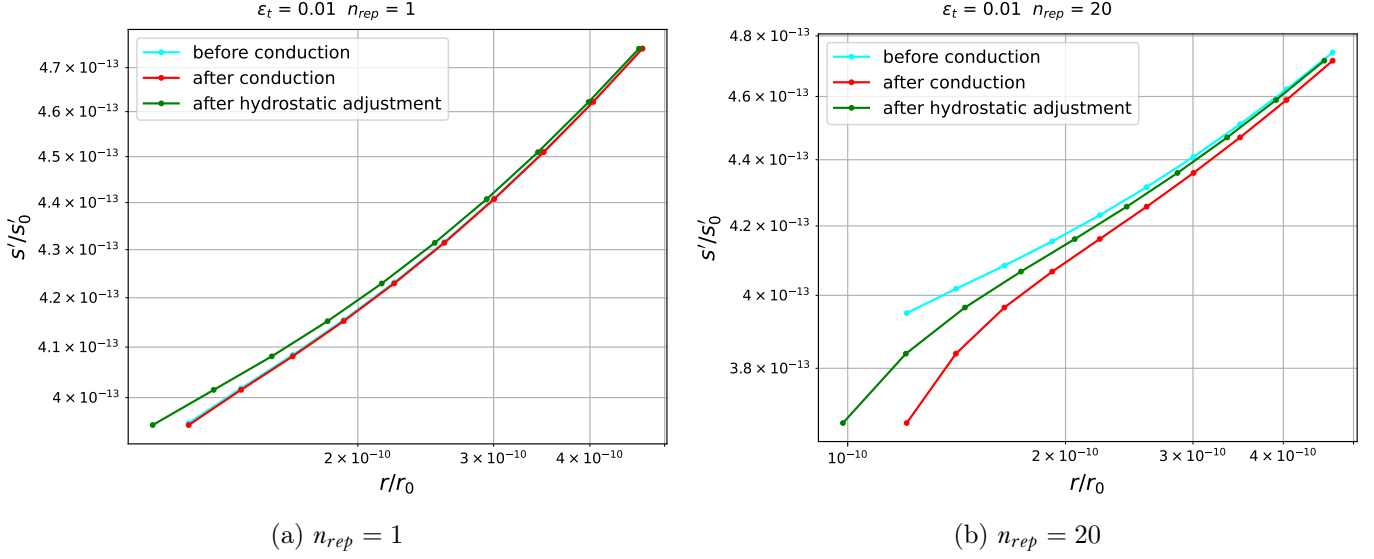 εₜ = 0.01 n_rep = 1
before conduction
after conduction
after hydrostatic adjustment
4.7 × 10⁻¹³
4.6 × 10⁻¹³
4.5 × 10⁻¹³
4.4 × 10⁻¹³
4.3 × 10⁻¹³
4.2 × 10⁻¹³
4.1 × 10⁻¹³
4 × 10⁻¹³
s′/s′₀
2 × 10⁻¹⁰ 3 × 10⁻¹⁰ 4 × 10⁻¹⁰
r/r₀
(a) n_rep = 1
εₜ = 0.01 n_rep = 20
before conduction
after conduction
after hydrostatic adjustment
4.8 × 10⁻¹³
4.6 × 10⁻¹³
4.4 × 10⁻¹³
4.2 × 10⁻¹³
4 × 10⁻¹³
3.8 × 10⁻¹³
s′/s′₀
10⁻¹⁰ 2 × 10⁻¹⁰ 3 × 10⁻¹⁰ 4 × 10⁻¹⁰
r/r₀
(b) n_rep = 20